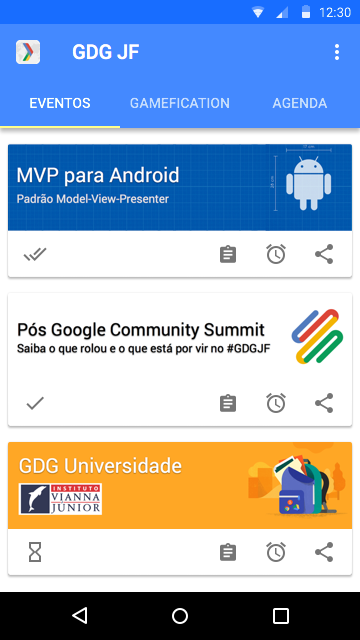 12:30
GDG JF
EVENTOS
GAMEFICATION
AGENDA
MVP para Android
Padrão Model-View-Presenter
Pós Google Community Summit
Saiba o que rolou e o que está por vir no #GDGJF
GDG Universidade
INSTITUTO
VIANNA
JUNIOR